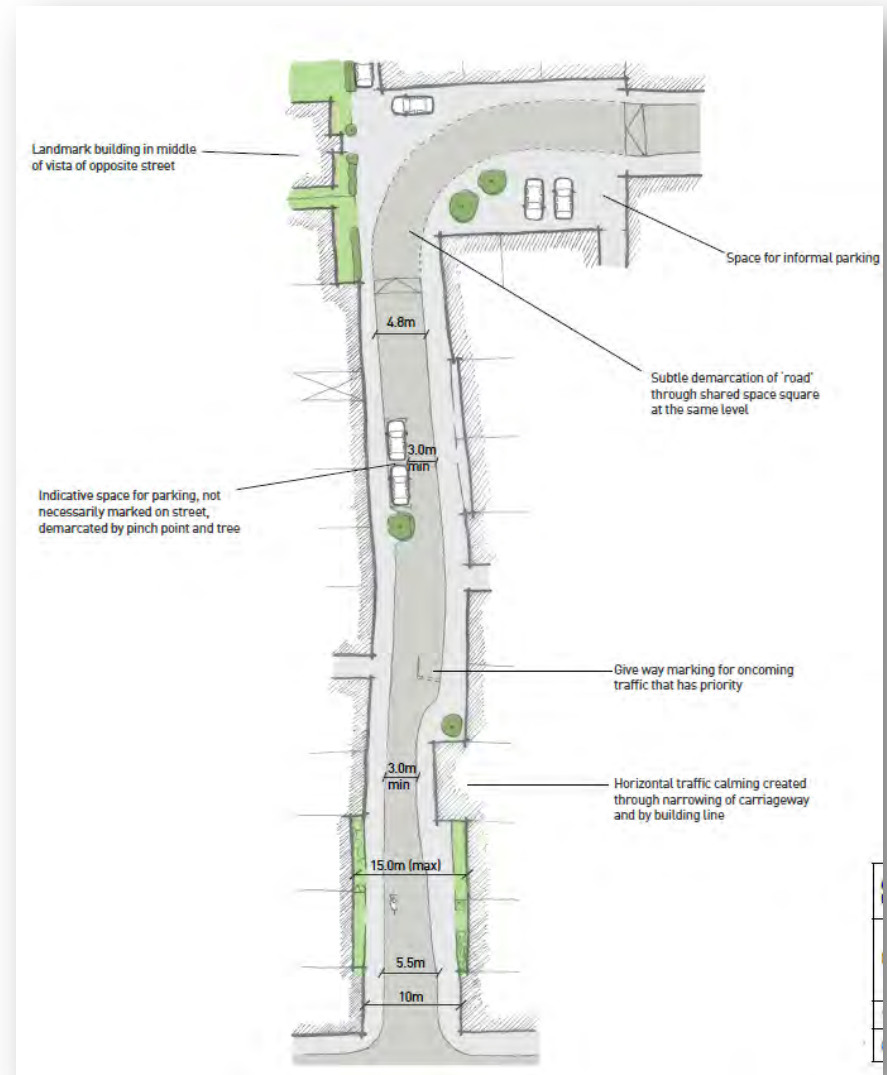 Landmark building in middle
of vista of opposite street
Space for informal parking
4.8m
Subtle demarcation of 'road'
through shared space square
at the same level
3.0m
min
Indicative space for parking, not
necessarily marked on street,
demarcated by pinch point and tree
Give way marking for oncoming
traffic that has priority
3.0m
min
Horizontal traffic calming created
through narrowing of carriageway
and by building line
15.0m (max)
5.5m
10m